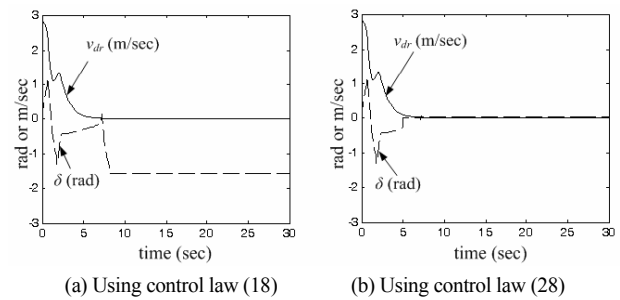 3
2
1
0
-1
-2
-3
rad or m/sec
v_dr (m/sec)
δ (rad)
0 5 10 15 20 25 30
time (sec)
(a) Using control law (18)
3
2
1
0
-1
-2
-3
rad or m/sec
v_dr (m/sec)
δ (rad)
0 5 10 15 20 25 30
time (sec)
(b) Using control law (28)